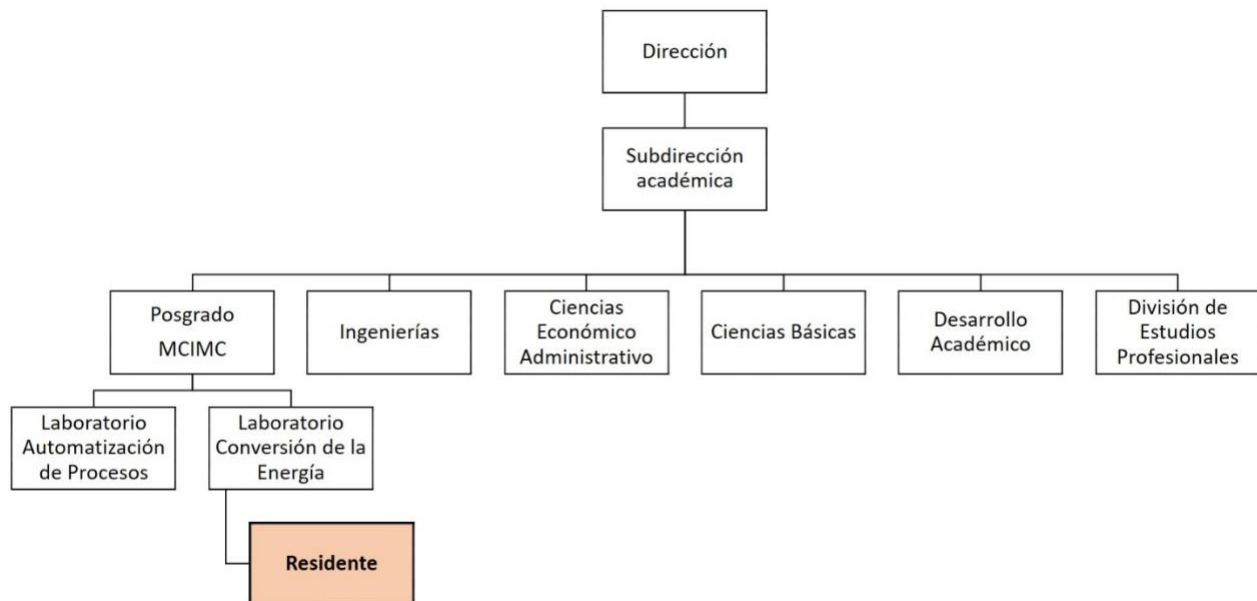 Dirección
Subdirección
académica
Posgrado
MCIMC
Ingenierías
Ciencias
Económico
Administrativo
Ciencias Básicas
Desarrollo
Académico
División de
Estudios
Profesionales
Laboratorio
Automatización
de Procesos
Laboratorio
Conversión de la
Energía
Residente